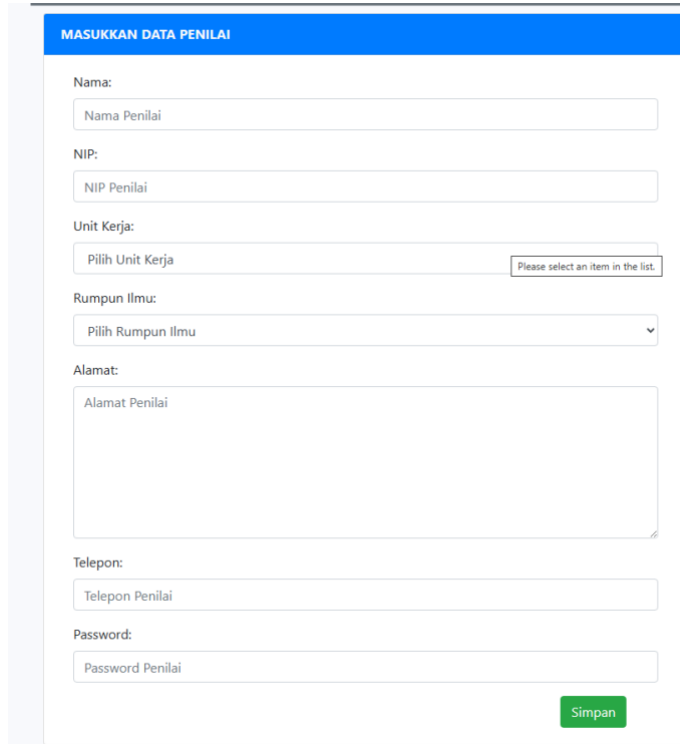 MASUKKAN DATA PENILAI
Nama:
Nama Penilai
NIP:
NIP Penilai
Unit Kerja:
Pilih Unit Kerja
Please select an item in the list.
Rumpun Ilmu:
Pilih Rumpun Ilmu
Alamat:
Alamat Penilai
Telepon:
Telepon Penilai
Password:
Password Penilai
Simpan